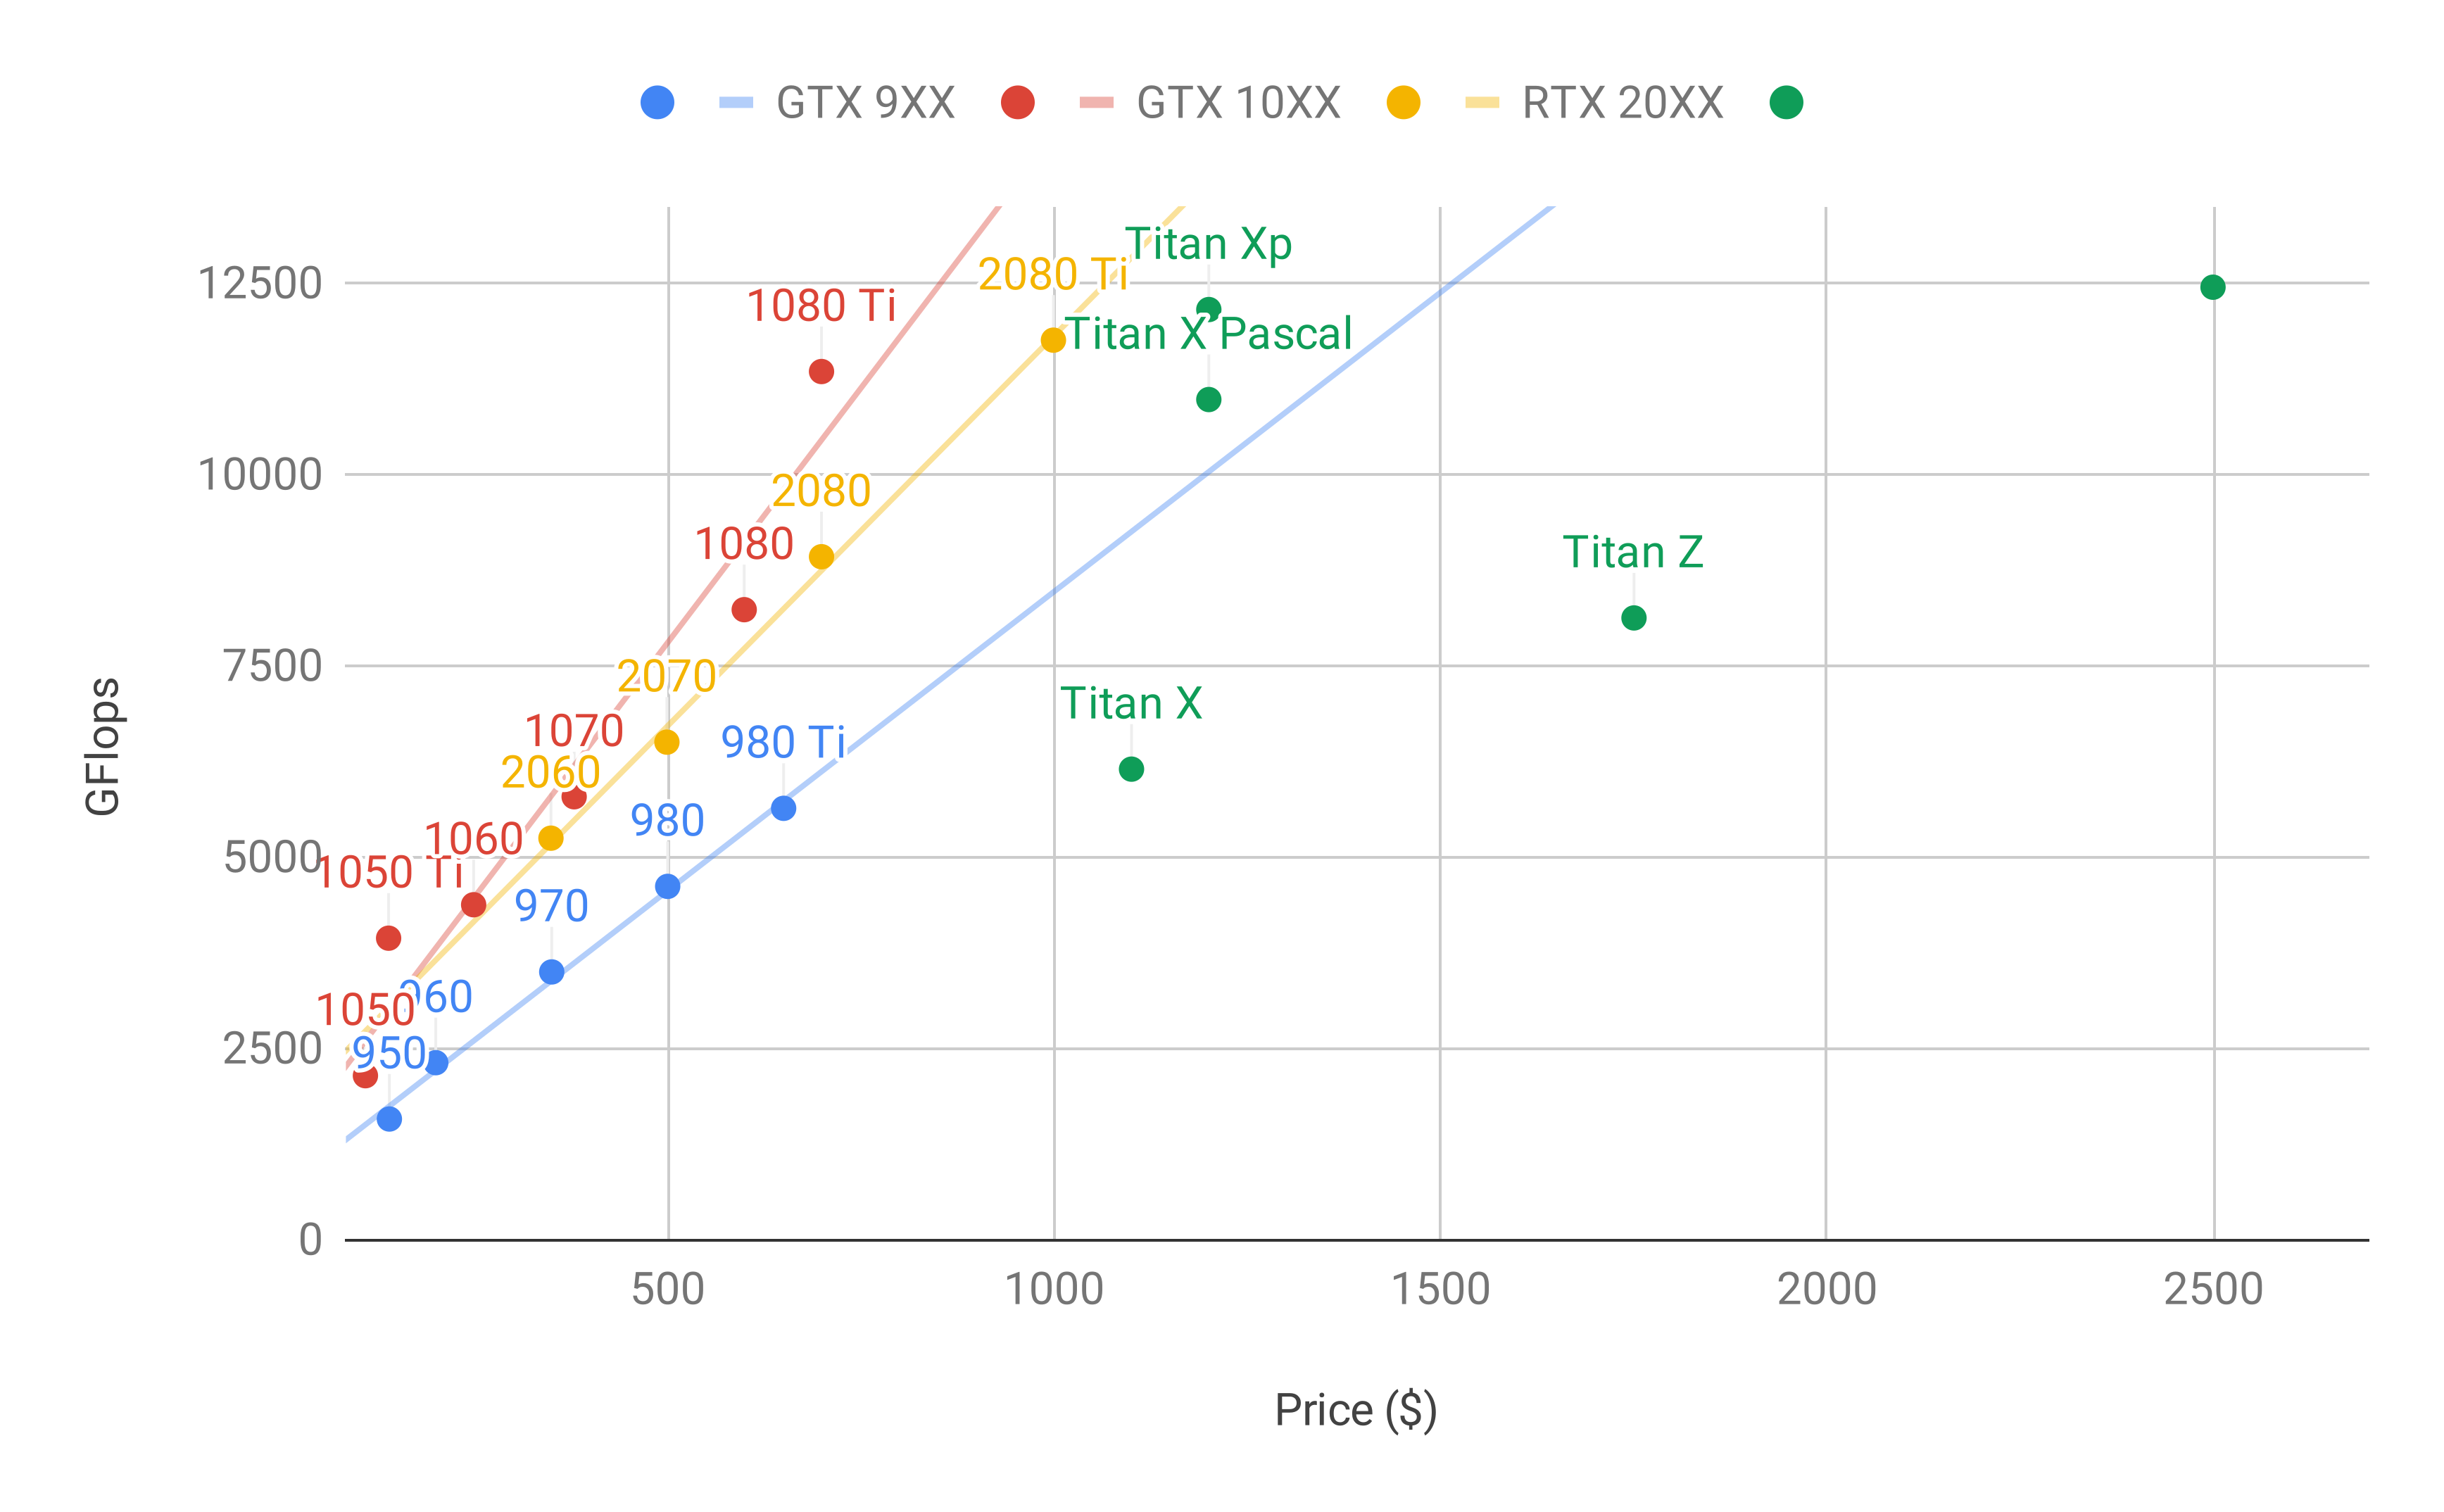 GTX 9XX GTX 10XX RTX 20XX
Titan Xp
2080 Ti
12500
1080 Ti
Titan X Pascal
10000
2080
1080
Titan Z
7500
2070
Titan X
1070
980 Ti
2060
980
1060
5000
1050 Ti
970
960
1050
2500
950
0
GFlops
500 1000 1500 2000 2500
Price ($)